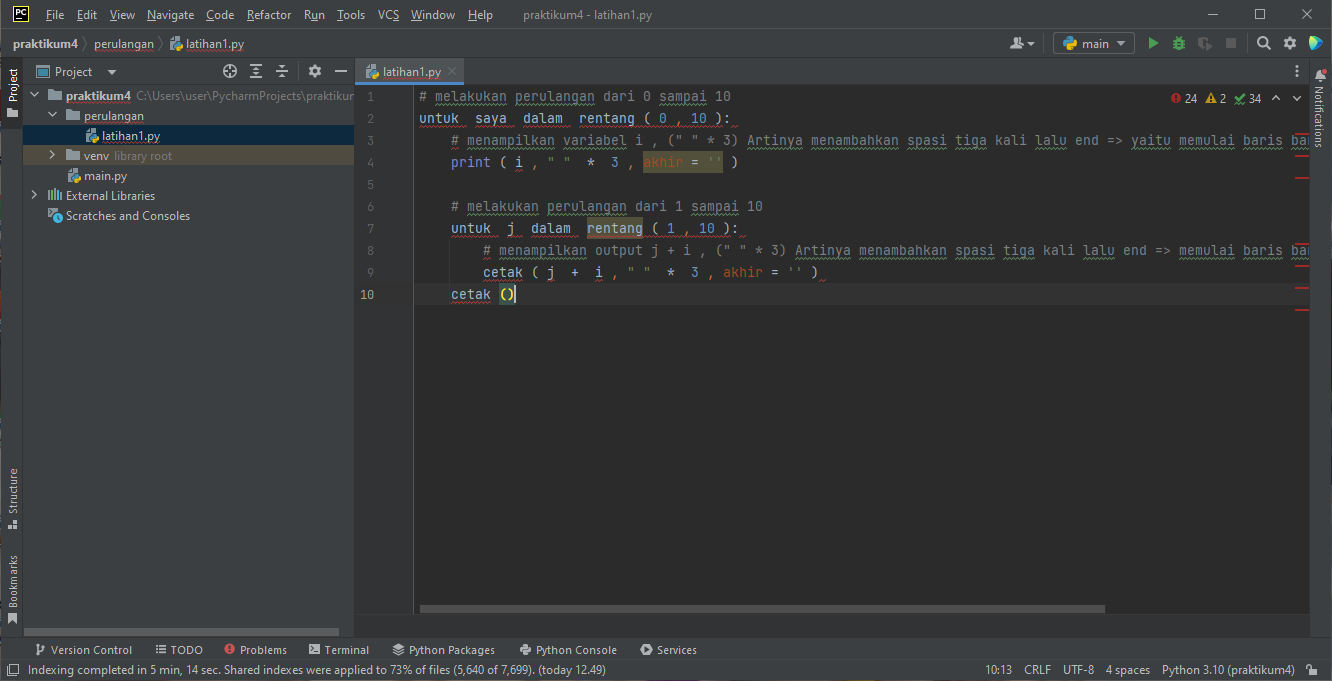 PC File Edit View Navigate Code Refactor Run Tools VCS Window Help praktikum4 - latihan1.py
praktikum4 perulangan latihan1.py main
Project
Project
latihan1.py
praktikum4 C:\Users\user\PycharmProjects\praktikur
perulangan
latihan1.py
venv library root
main.py
External Libraries
Scratches and Consoles
24 2 34
1 # melakukan perulangan dari 0 sampai 10
2 untuk saya dalam rentang ( 0 , 10 ):
3 # menampilkan variabel i , (" " * 3) Artinya menambahkan spasi tiga kali lalu end => yaitu memulai baris bar
4 print ( i , " " * 3 , akhir = '' )
5
6 # melakukan perulangan dari 1 sampai 10
7 untuk j dalam rentang ( 1 , 10 ):
8 # menampilkan output j + i , (" " * 3) Artinya menambahkan spasi tiga kali lalu end => memulai baris bar
9 cetak ( j + i , " " * 3 , akhir = '' )
10 cetak ()
Notifications
Structure
Bookmarks
Version Control TODO Problems Terminal Python Packages Python Console Services
Indexing completed in 5 min, 14 sec. Shared indexes were applied to 73% of files (5,640 of 7,699). (today 12.49) 10:13 CRLF UTF-8 4 spaces Python 3.10 (praktikum4)